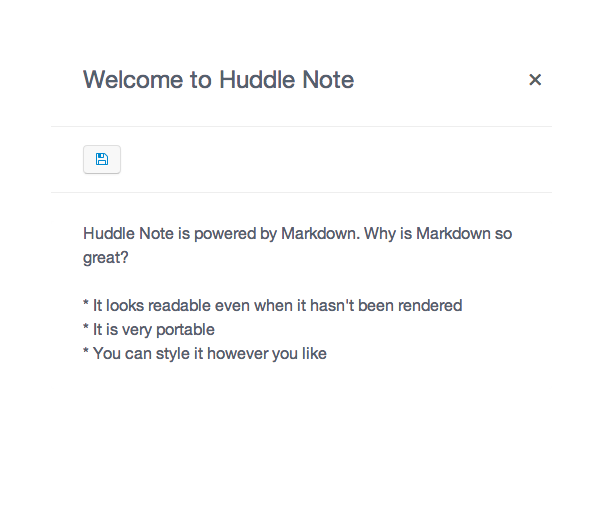 Welcome to Huddle Note
×
Huddle Note is powered by Markdown. Why is Markdown so
great?
* It looks readable even when it hasn't been rendered
* It is very portable
* You can style it however you like